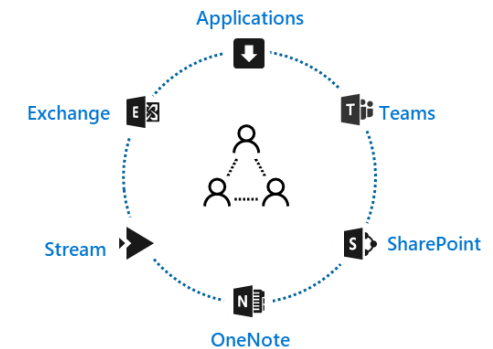 Applications
Exchange
E
T
Teams
Stream
S
SharePoint
N
OneNote